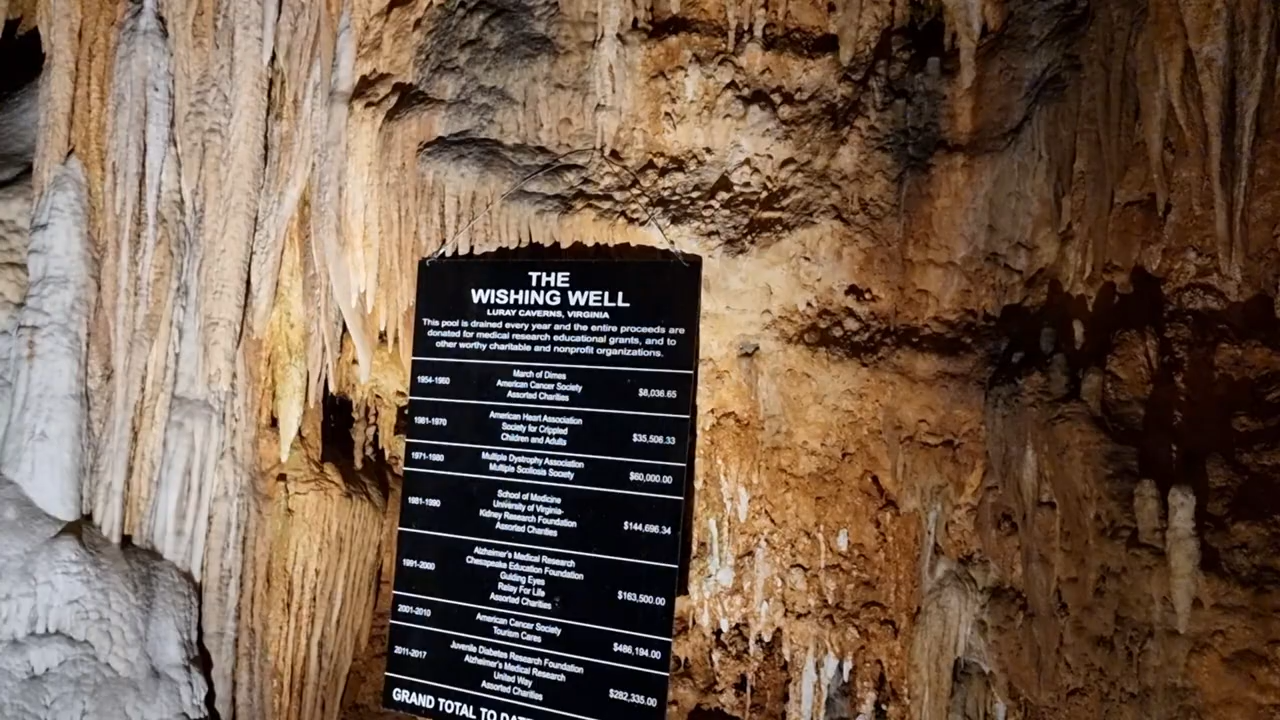 THE
WISHING WELL
LURAY CAVERNS, VIRGINIA
This pool is drained every year and the entire proceeds are
donated for medical research educational grants, and to
other worthy charitable and nonprofit organizations.
1954-1960
March of Dimes
American Cancer Society
Assorted Charities
$8,036.65
1961-1970
American Heart Association
Society for Crippled
Children and Adults
$35,506.33
1971-1980
Multiple Dystrophy Association
Multiple Scoliosis Society
$60,000.00
1981-1990
School of Medicine
University of Virginia-
Kidney Research Foundation
Assorted Charities
$144,696.34
1991-2000
Alzheimer's Medical Research
Chesapeake Education Foundation
Guiding Eyes
Relay For Life
Assorted Charities
$163,500.00
2001-2010
American Cancer Society
Tourism Cares
$486,194.00
2011-2017
Juvenile Diabetes Research Foundation
Alzheimer's Medical Research
United Way
Assorted Charities
$282,335.00
GRAND TOTAL TO DATE